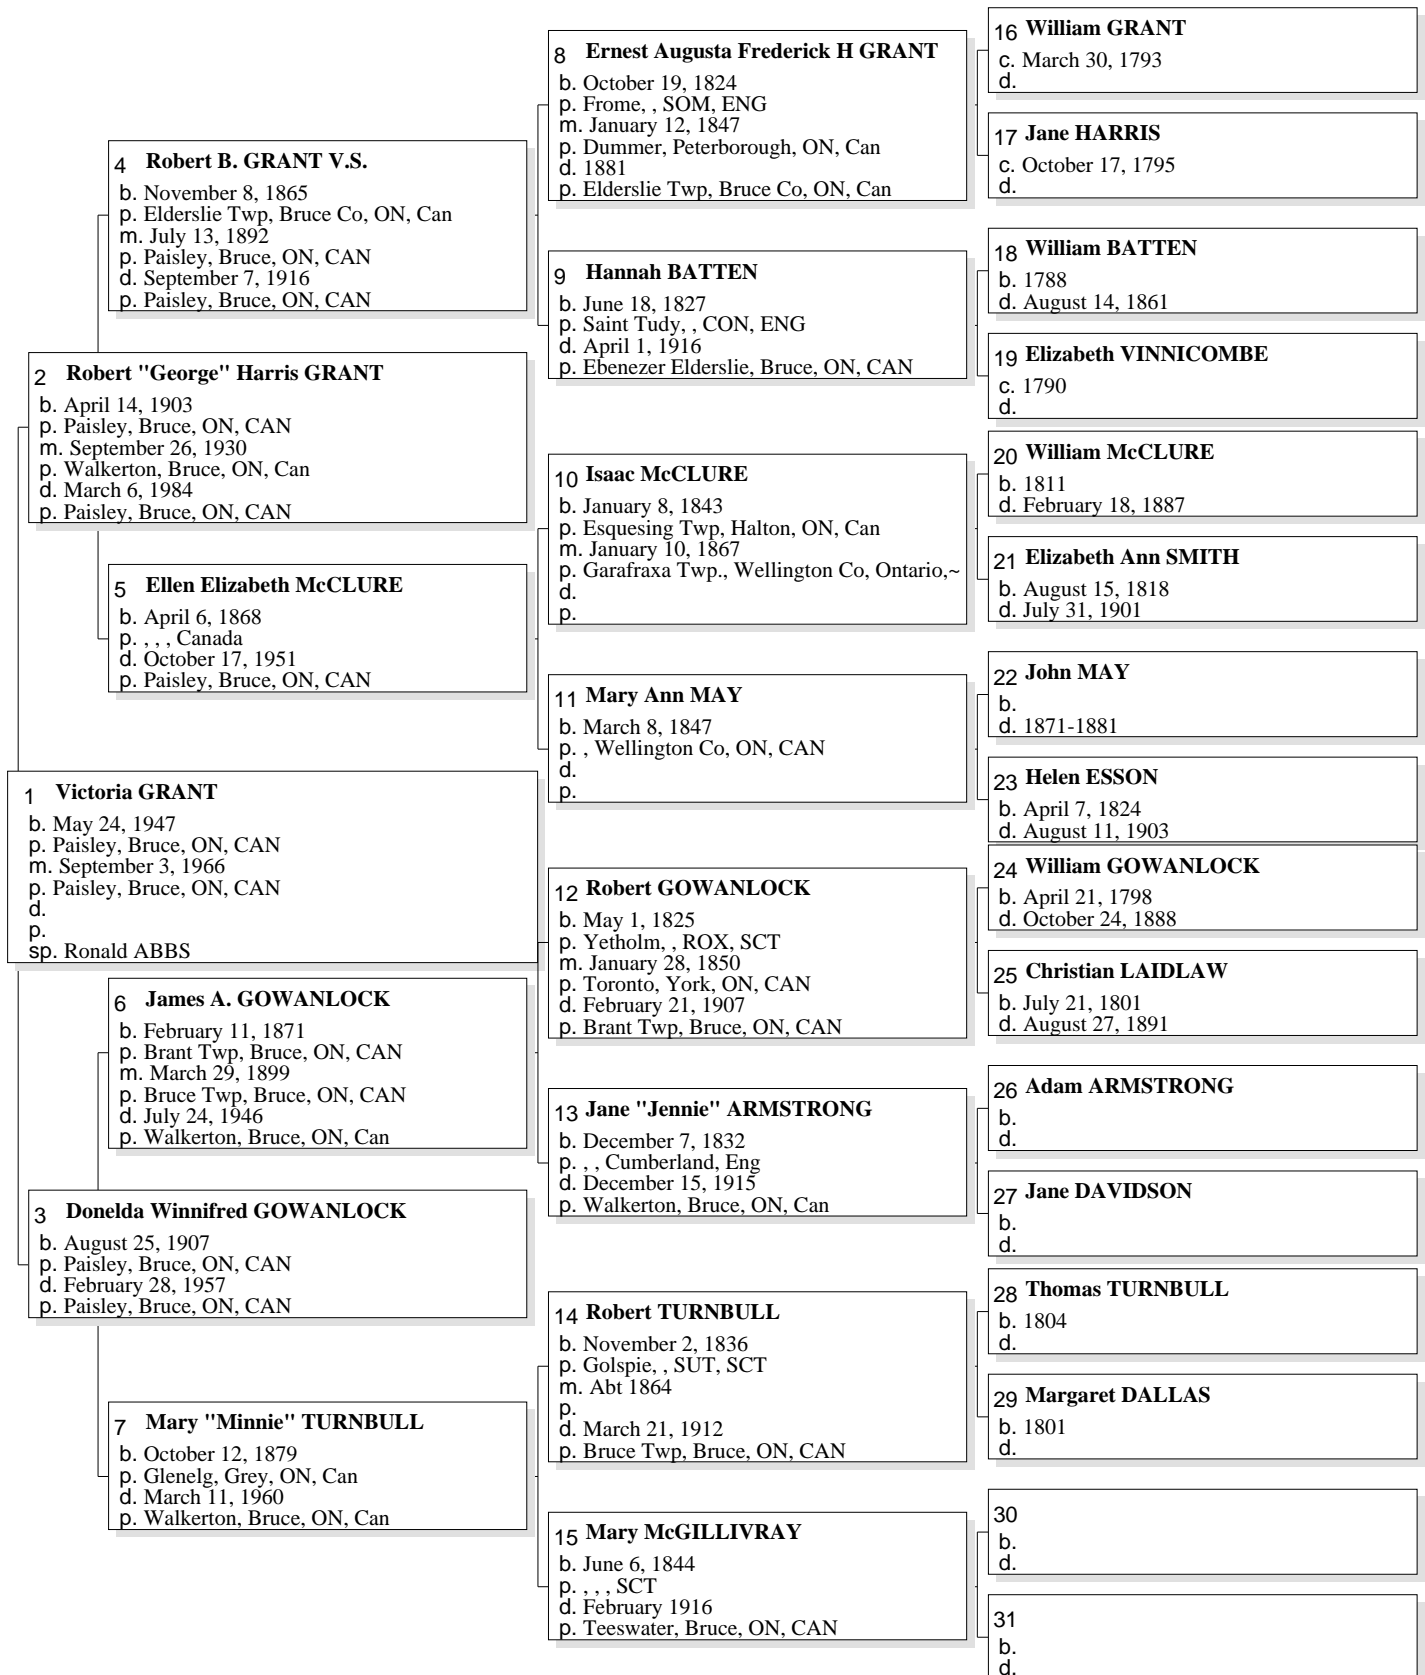 1 Victoria GRANT
b. May 24, 1947
p. Paisley, Bruce, ON, CAN
m. September 3, 1966
p. Paisley, Bruce, ON, CAN
d.
p.
sp. Ronald ABBS
2 Robert "George" Harris GRANT
b. April 14, 1903
p. Paisley, Bruce, ON, CAN
m. September 26, 1930
p. Walkerton, Bruce, ON, Can
d. March 6, 1984
p. Paisley, Bruce, ON, CAN
3 Donelda Winnifred GOWANLOCK
b. August 25, 1907
p. Paisley, Bruce, ON, CAN
d. February 28, 1957
p. Paisley, Bruce, ON, CAN
4 Robert B. GRANT V.S.
b. November 8, 1865
p. Elderslie Twp, Bruce Co, ON, Can
m. July 13, 1892
p. Paisley, Bruce, ON, CAN
d. September 7, 1916
p. Paisley, Bruce, ON, CAN
5 Ellen Elizabeth McCLURE
b. April 6, 1868
p. , , , Canada
d. October 17, 1951
p. Paisley, Bruce, ON, CAN
6 James A. GOWANLOCK
b. February 11, 1871
p. Brant Twp, Bruce, ON, CAN
m. March 29, 1899
p. Bruce Twp, Bruce, ON, CAN
d. July 24, 1946
p. Walkerton, Bruce, ON, Can
7 Mary "Minnie" TURNBULL
b. October 12, 1879
p. Glenelg, Grey, ON, Can
d. March 11, 1960
p. Walkerton, Bruce, ON, Can
8 Ernest Augusta Frederick H GRANT
b. October 19, 1824
p. Frome, , SOM, ENG
m. January 12, 1847
p. Dummer, Peterborough, ON, Can
d. 1881
p. Elderslie Twp, Bruce Co, ON, Can
9 Hannah BATTEN
b. June 18, 1827
p. Saint Tudy, , CON, ENG
d. April 1, 1916
p. Ebenezer Elderslie, Bruce, ON, CAN
10 Isaac McCLURE
b. January 8, 1843
p. Esquesing Twp, Halton, ON, Can
m. January 10, 1867
p. Garafraxa Twp., Wellington Co, Ontario,~
d.
p.
11 Mary Ann MAY
b. March 8, 1847
p. , Wellington Co, ON, CAN
d.
p.
12 Robert GOWANLOCK
b. May 1, 1825
p. Yetholm, , ROX, SCT
m. January 28, 1850
p. Toronto, York, ON, CAN
d. February 21, 1907
p. Brant Twp, Bruce, ON, CAN
13 Jane "Jennie" ARMSTRONG
b. December 7, 1832
p. , , Cumberland, Eng
d. December 15, 1915
p. Walkerton, Bruce, ON, Can
14 Robert TURNBULL
b. November 2, 1836
p. Golspie, , SUT, SCT
m. Abt 1864
p.
d. March 21, 1912
p. Bruce Twp, Bruce, ON, CAN
15 Mary McGILLIVRAY
b. June 6, 1844
p. , , , SCT
d. February 1916
p. Teeswater, Bruce, ON, CAN
16 William GRANT
c. March 30, 1793
d.
17 Jane HARRIS
c. October 17, 1795
d.
18 William BATTEN
b. 1788
d. August 14, 1861
19 Elizabeth VINNICOMBE
c. 1790
d.
20 William McCLURE
b. 1811
d. February 18, 1887
21 Elizabeth Ann SMITH
b. August 15, 1818
d. July 31, 1901
22 John MAY
b.
d. 1871-1881
23 Helen ESSON
b. April 7, 1824
d. August 11, 1903
24 William GOWANLOCK
b. April 21, 1798
d. October 24, 1888
25 Christian LAIDLAW
b. July 21, 1801
d. August 27, 1891
26 Adam ARMSTRONG
b.
d.
27 Jane DAVIDSON
b.
d.
28 Thomas TURNBULL
b. 1804
d.
29 Margaret DALLAS
b. 1801
d.
30
b.
d.
31
b.
d.